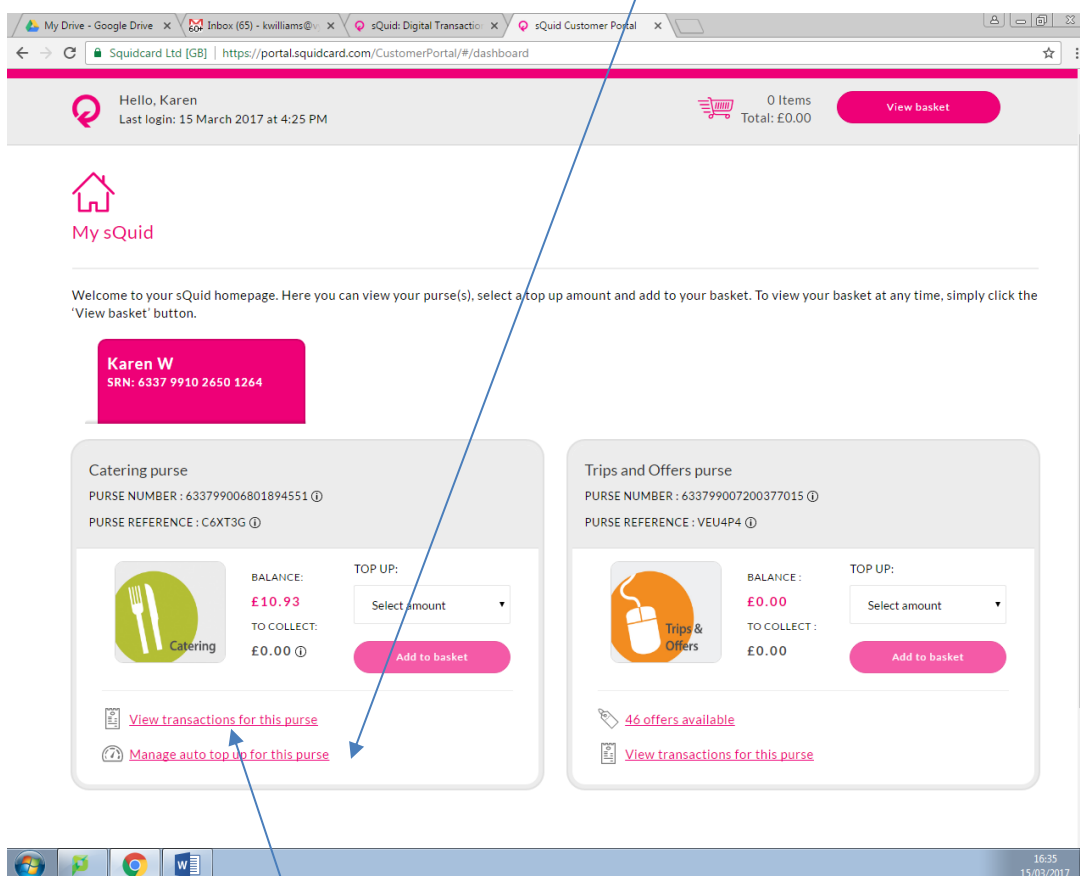 My Drive - Google Drive
Inbox (65) - kwilliams@v
sQuid: Digital Transactio
sQuid Customer Portal
Squidcard Ltd [GB] | https://portal.squidcard.com/CustomerPortal/#/dashboard
Hello, Karen
Last login: 15 March 2017 at 4:25 PM
0 Items
Total: £0.00
View basket
My sQuid
Welcome to your sQuid homepage. Here you can view your purse(s), select a top up amount and add to your basket. To view your basket at any time, simply click the
'View basket' button.
Karen W
SRN: 6337 9910 2650 1264
Catering purse
PURSE NUMBER : 633799006801894551
PURSE REFERENCE : C6XT3G
Catering
BALANCE:
£10.93
TO COLLECT:
£0.00
TOP UP:
Select amount
Add to basket
View transactions for this purse
Manage auto top up for this purse
Trips and Offers purse
PURSE NUMBER : 633799007200377015
PURSE REFERENCE : VEU4P4
Trips &
Offers
BALANCE :
£0.00
TO COLLECT :
£0.00
TOP UP:
Select amount
Add to basket
46 offers available
View transactions for this purse
16:35
15/03/2017